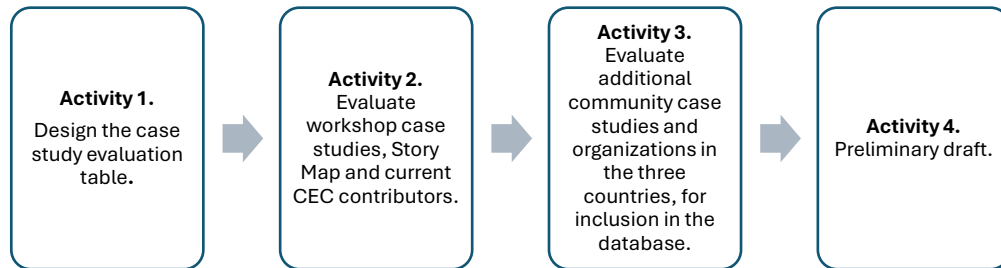 Activity 1.
Design the case
study evaluation
table.
Activity 2.
Evaluate
workshop case
studies, Story
Map and current
CEC contributors.
Activity 3.
Evaluate
additional
community case
studies and
organizations in
the three
countries, for
inclusion in the
database.
Activity 4.
Preliminary draft.